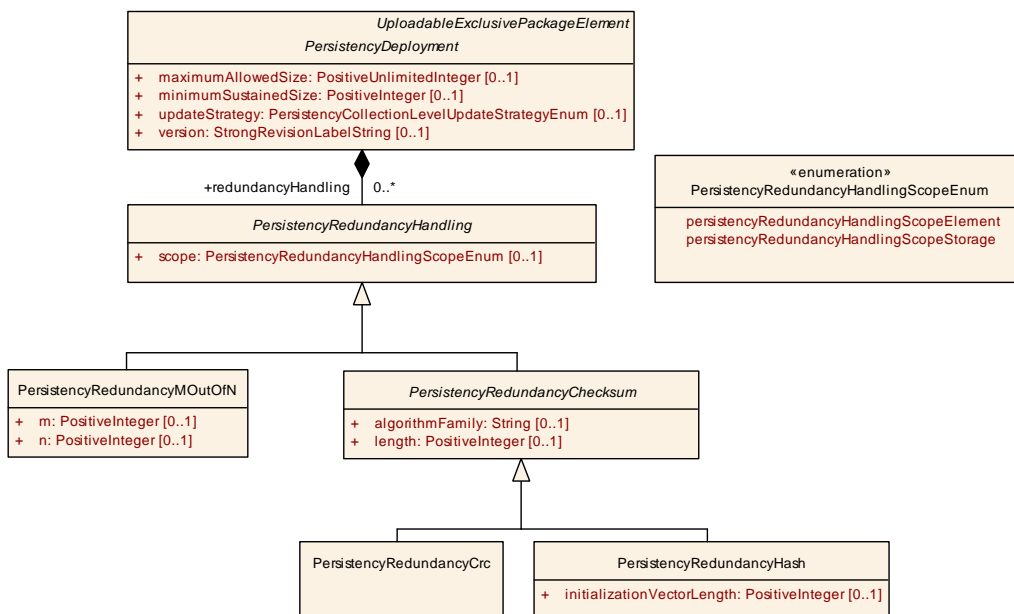 UploadableExclusivePackageElement
PersistencyDeployment
+ maximumAllowedSize: PositiveUnlimitedInteger [0..1]
+ minimumSustainedSize: PositiveInteger [0..1]
+ updateStrategy: PersistencyCollectionLevelUpdateStrategyEnum [0..1]
+ version: StrongRevisionLabelString [0..1]
+redundancyHandling 0..*
«enumeration»
PersistencyRedundancyHandlingScopeEnum
persistencyRedundancyHandlingScopeElement
persistencyRedundancyHandlingScopeStorage
PersistencyRedundancyHandling
+ scope: PersistencyRedundancyHandlingScopeEnum [0..1]
PersistencyRedundancyMOutOfN
+ m: PositiveInteger [0..1]
+ n: PositiveInteger [0..1]
PersistencyRedundancyChecksum
+ algorithmFamily: String [0..1]
+ length: PositiveInteger [0..1]
PersistencyRedundancyCrc
PersistencyRedundancyHash
+ initializationVectorLength: PositiveInteger [0..1]